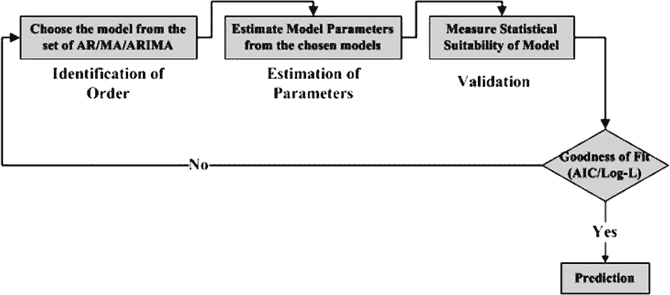 Choose the model from the
set of AR/MA/ARIMA
Identification of
Order
Estimate Model Parameters
from the chosen models
Estimation of
Parameters
Measure Statistical
Suitability of Model
Validation
Goodness of Fit
(AIC/Log-L)
No
Yes
Prediction